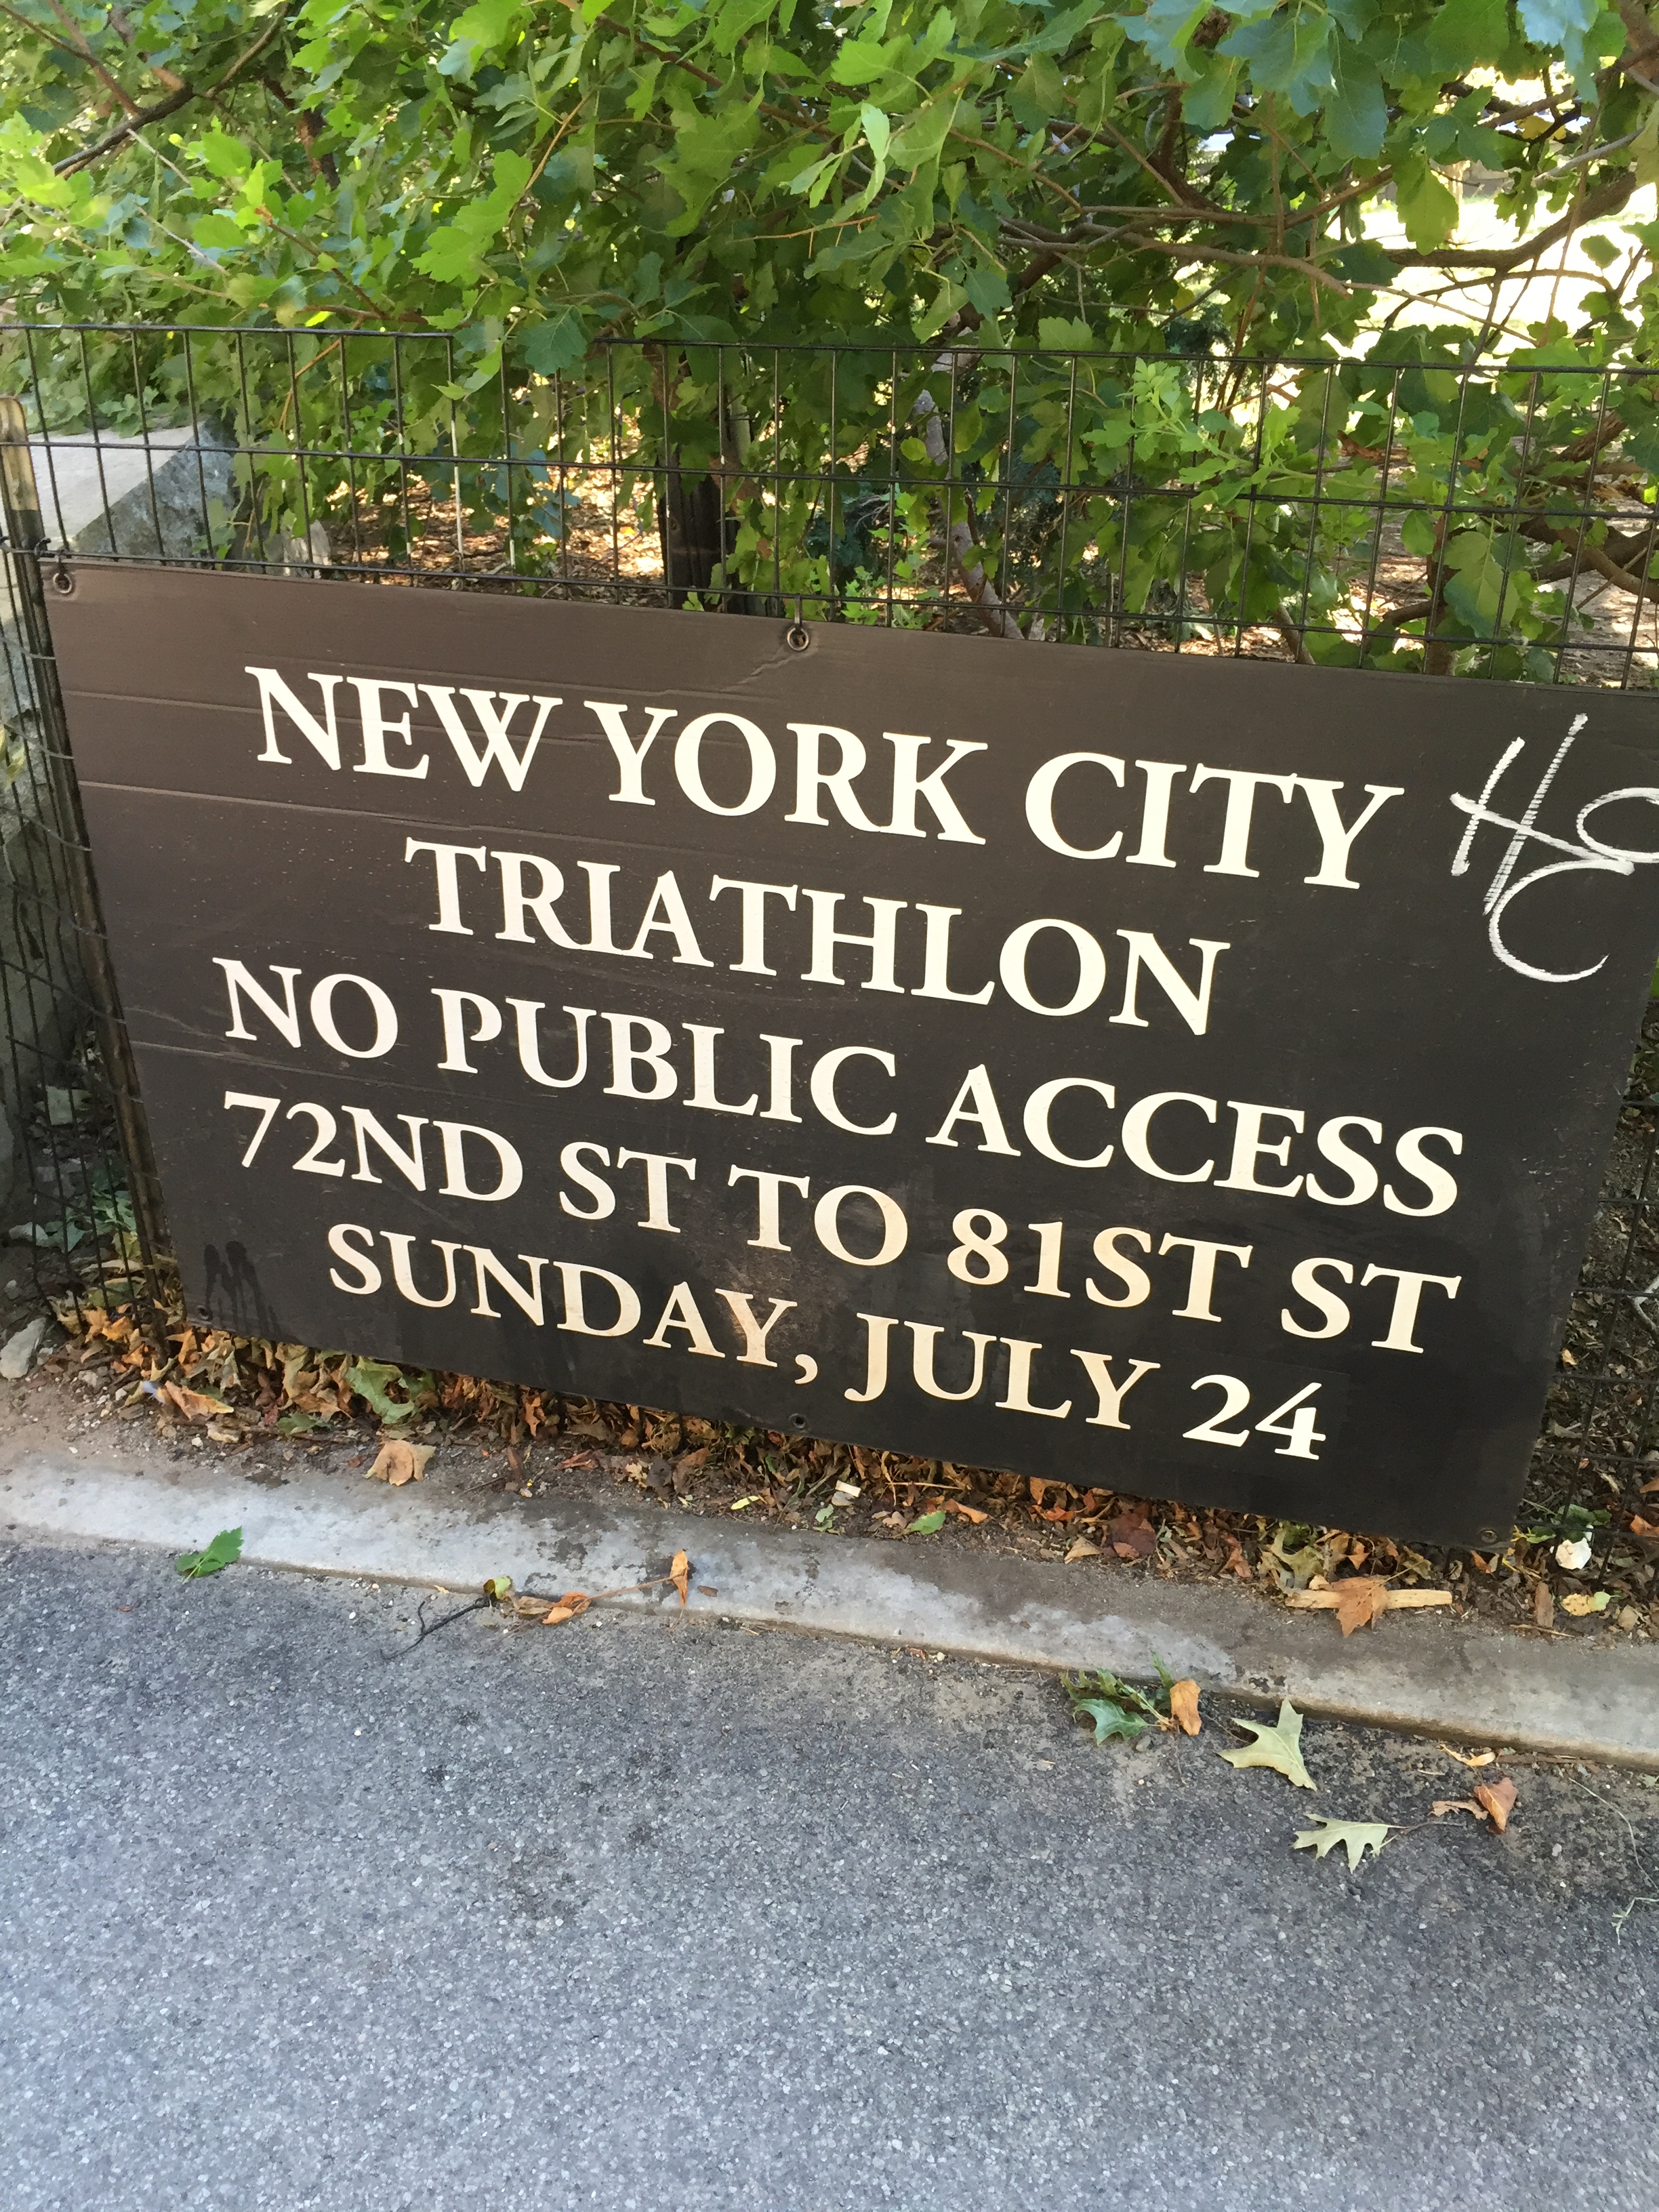 NEW YORK CITY
TRIATHLON
NO PUBLIC ACCESS
72ND ST TO 81ST ST
SUNDAY, JULY 24